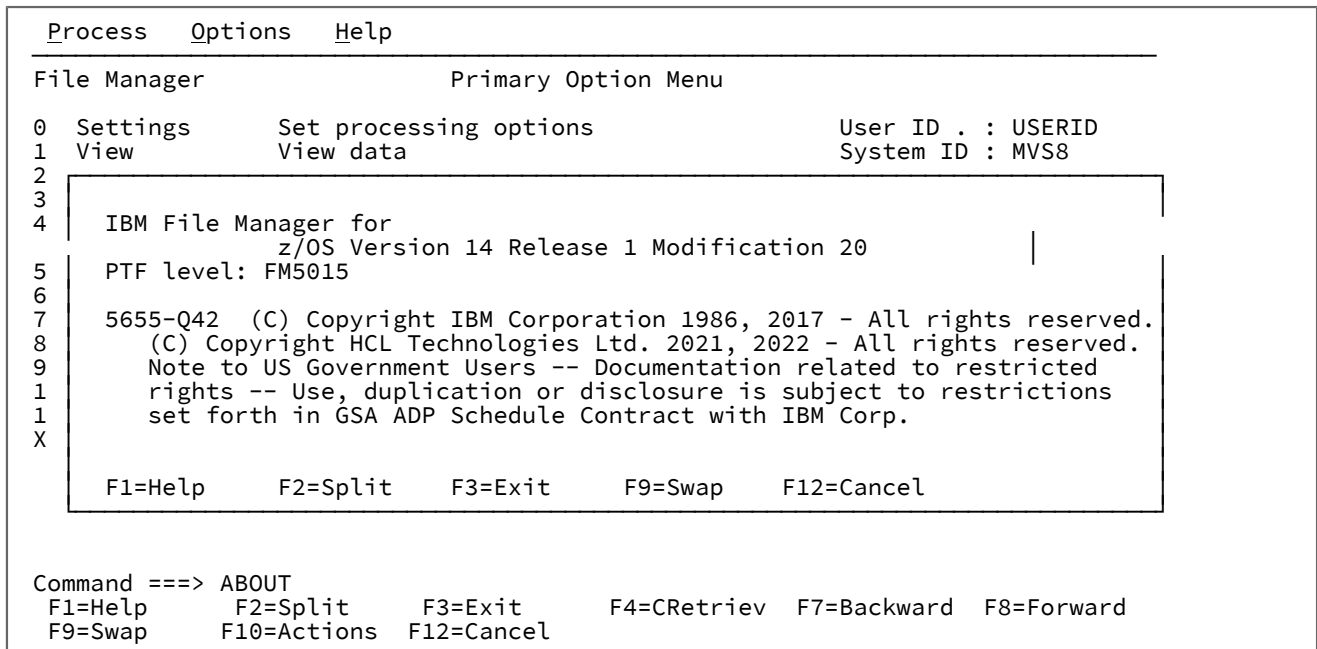 Process   Options   Help
File Manager                 Primary Option Menu
0  Settings      Set processing options                 User ID . : USERID
1  View          View data                              System ID : MVS8
2
3
4    IBM File Manager for
                 z/OS Version 14 Release 1 Modification 20
5    PTF level: FM5015
6
7    5655-Q42  (C) Copyright IBM Corporation 1986, 2017 – All rights reserved.
8       (C) Copyright HCL Technologies Ltd. 2021, 2022 – All rights reserved.
9       Note to US Government Users -- Documentation related to restricted
1       rights -- Use, duplication or disclosure is subject to restrictions
1       set forth in GSA ADP Schedule Contract with IBM Corp.
X
     F1=Help     F2=Split    F3=Exit     F9=Swap    F12=Cancel
Command ===> ABOUT
 F1=Help      F2=Split     F3=Exit      F4=CRetriev  F7=Backward  F8=Forward
 F9=Swap     F10=Actions  F12=Cancel